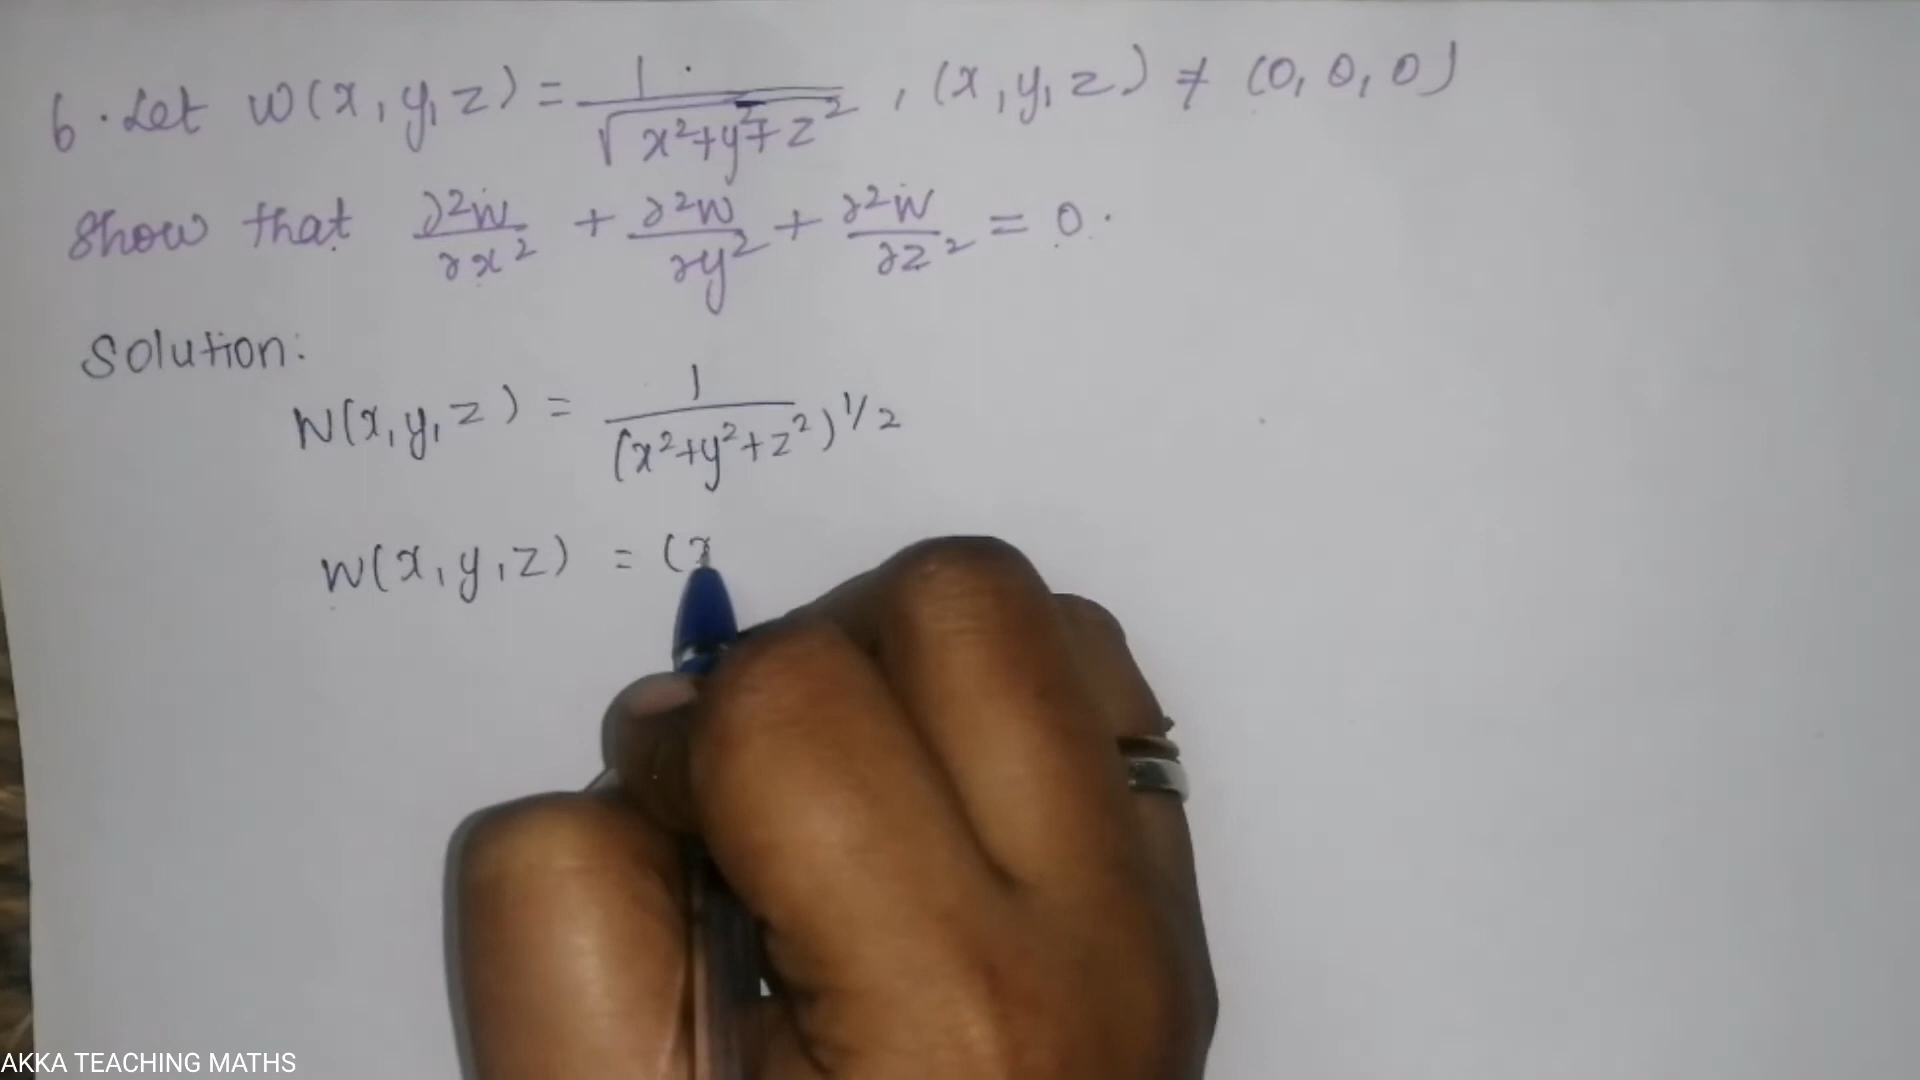 6. Let w(x, y, z) = 1/√(x²+y²+z²), (x, y, z) ≠ (0, 0, 0)
Show that ∂²w/∂x² + ∂²w/∂y² + ∂²w/∂z² = 0.
Solution:
W(x, y, z) = 1/(x²+y²+z²)^1/2
W(x, y, z) = (x
AKKA TEACHING MATHS